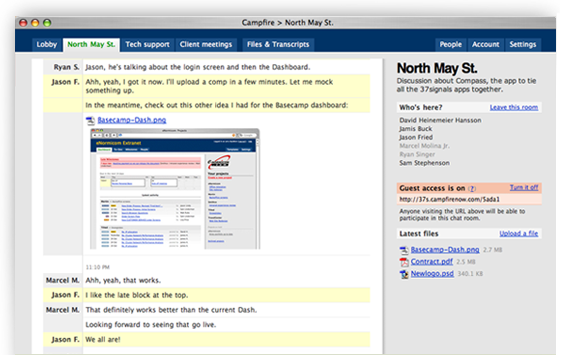 Campfire > North May St.
Lobby
North May St.
Tech support
Client meetings
Files & Transcripts
People
Account
Settings
Ryan S. Jason, he's talking about the login screen and then the Dashboard.
Jason F. Ahh, yeah, I got it now. I'll upload a comp in a few minutes. Let me mock
something up.
In the meantime, check out this other idea I had for the Basecamp dashboard:
Basecamp-Dash.png
eNormicom Extranet
11:10 PM
Marcel M. Ahh, yeah, that works.
Jason F. I like the late block at the top.
Marcel M. That definitely works better than the current Dash.
Looking forward to seeing that go live.
Jason F. We all are!
North May St.
Discussion about Compass, the app to tie
all the 37signals apps together.
Who's here? Leave this room
David Heinemeier Hansson
Jamis Buck
Jason Fried
Marcel Molina Jr.
Ryan Singer
Sam Stephenson
Guest access is on (?) Turn it off
http://37s.campfirenow.com/5ada1
Anyone visiting the URL above will be able to
participate in this chat room.
Latest files Upload a file
Basecamp-Dash.png 2.7 MB
Contract.pdf 2.5 MB
Newlogo.psd 340.1 KB